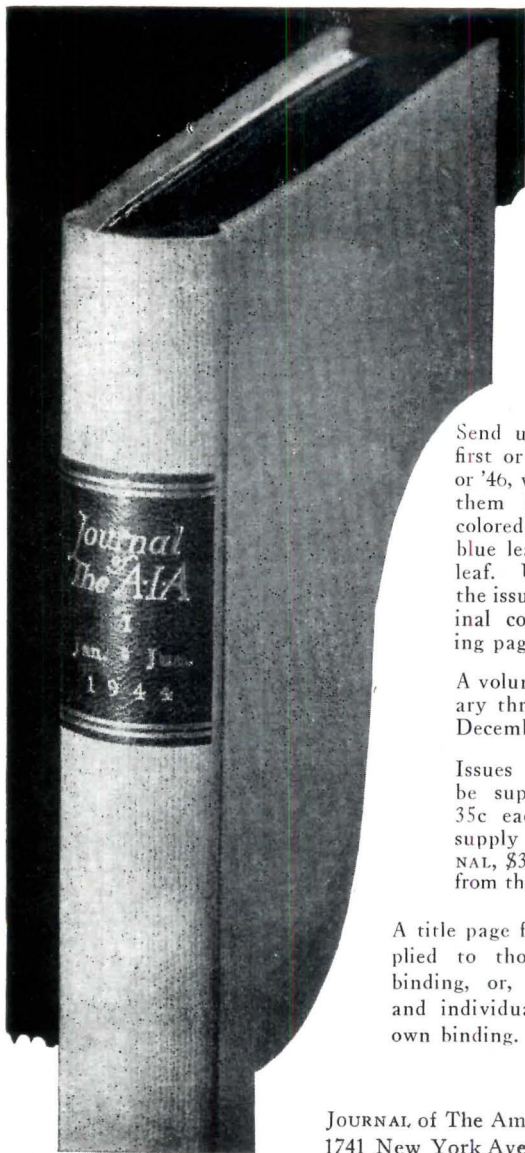 Journal
of
The A·I·A
I
Jan. Jun.
1944
Send u
first or
or '46, v
them
colored
blue lea
leaf. U
the issu
inal co
ing pag
A volun
ary thr
Decemb
Issues
be sup
35c eac
supply
NAL, $3
from th
A title page f
plied to tho
binding, or,
and individua
own binding.
JOURNAL of The Am
1741 New York Ave